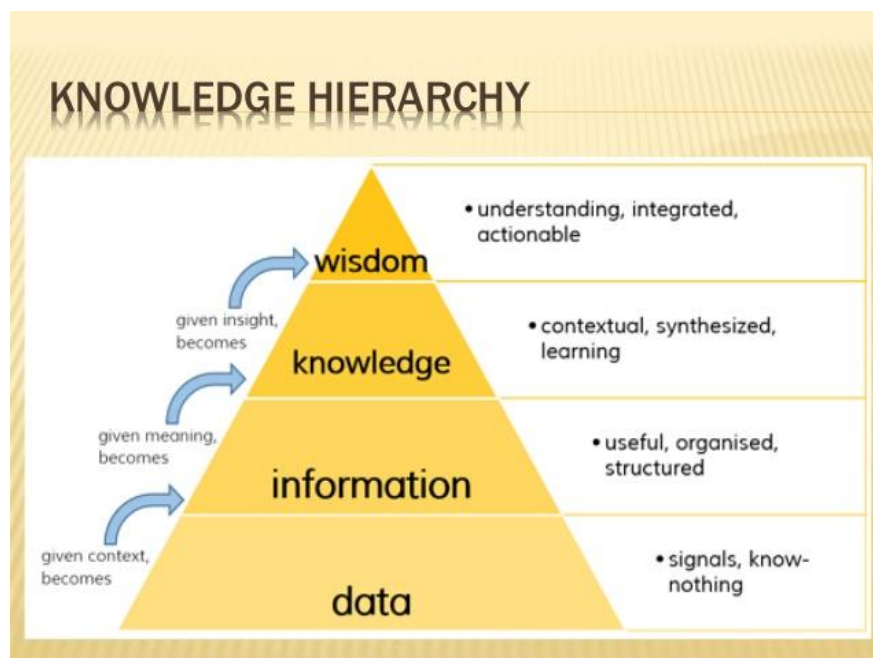 KNOWLEDGE HIERARCHY
wisdom
• understanding, integrated,
actionable
given insight,
becomes
knowledge
• contextual, synthesized,
learning
given meaning,
becomes
information
• useful, organised,
structured
given context,
becomes
data
• signals, know-
nothing